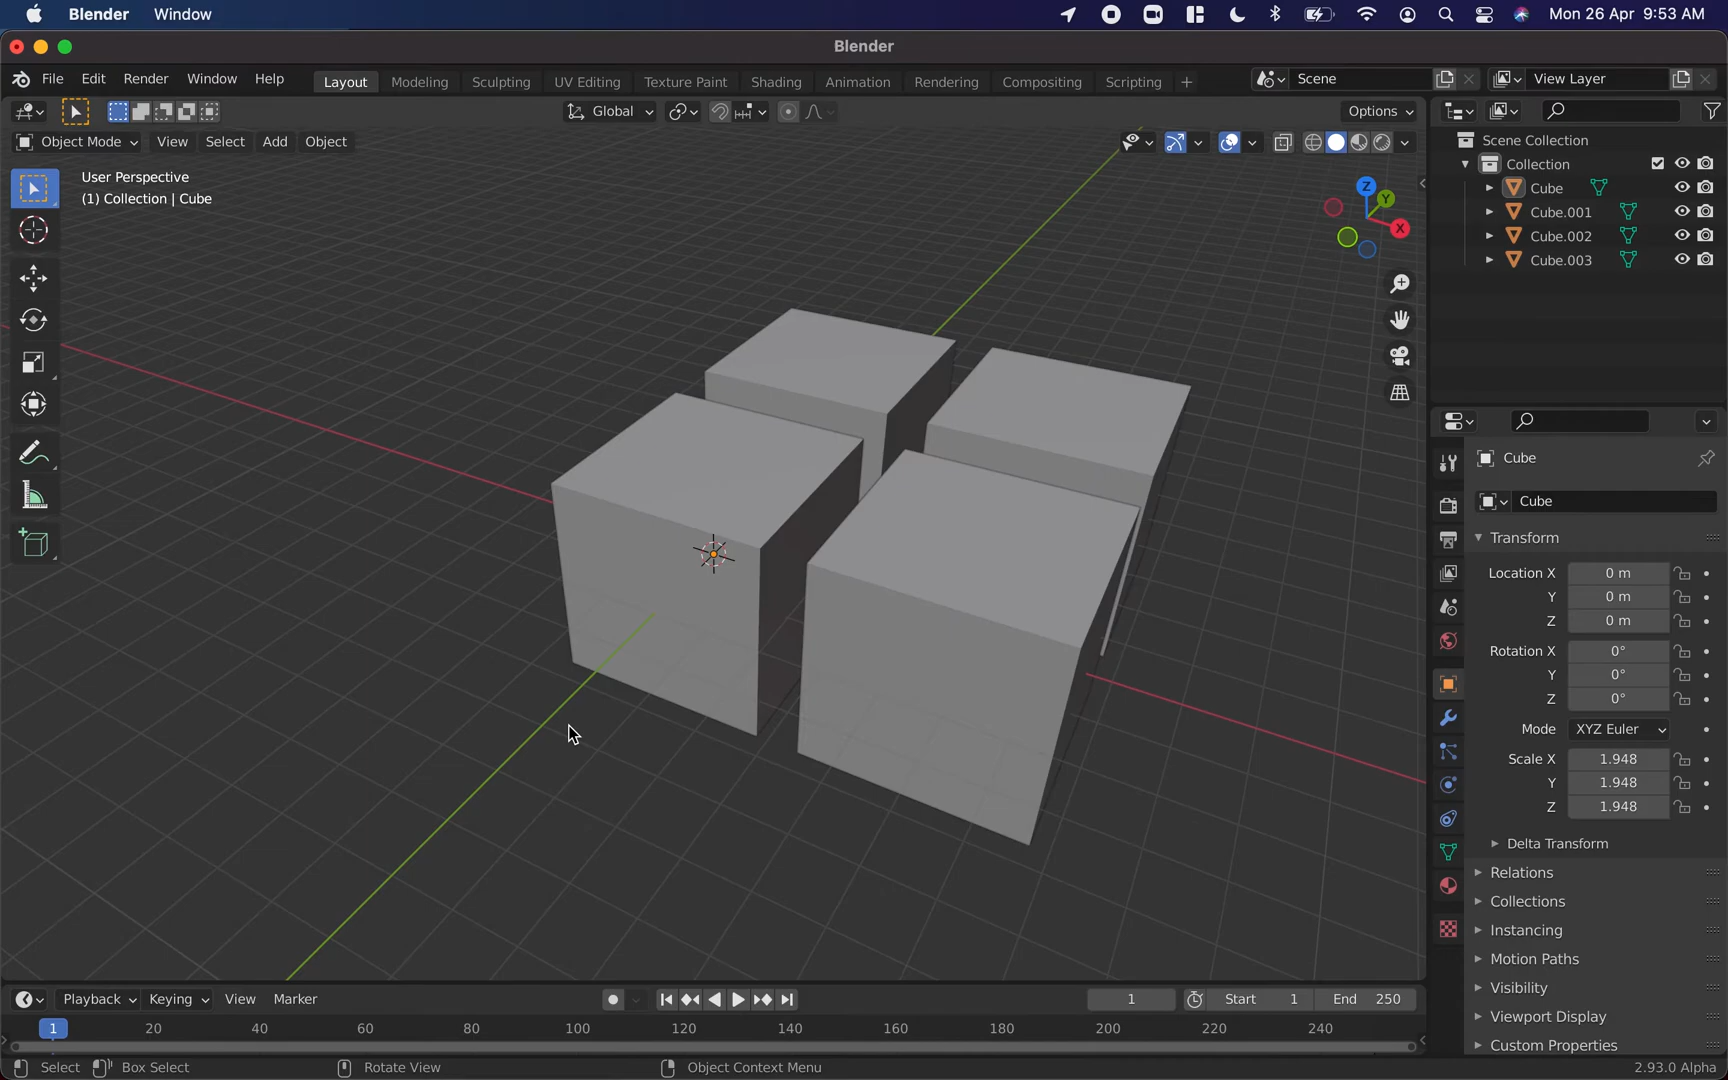 Blender Window Mon 26 Apr 9:53 AM
Blender
File Edit Render Window Help Layout Modeling Sculpting UV Editing Texture Paint Shading Animation Rendering Compositing Scripting + Scene View Layer
Global Options
Object Mode View Select Add Object
User Perspective
(1) Collection | Cube
Z
Y
X
Scene Collection
Collection
Cube
Cube.001
Cube.002
Cube.003
Cube
Cube
Transform
Location X 0 m
Y 0 m
Z 0 m
Rotation X 0°
Y 0°
Z 0°
Mode XYZ Euler
Scale X 1.948
Y 1.948
Z 1.948
Delta Transform
Relations
Collections
Instancing
Motion Paths
Visibility
Viewport Display
Custom Properties
Playback Keying View Marker 1 Start 1 End 250
1 20 40 60 80 100 120 140 160 180 200 220 240
Select Box Select Rotate View Object Context Menu 2.93.0 Alpha